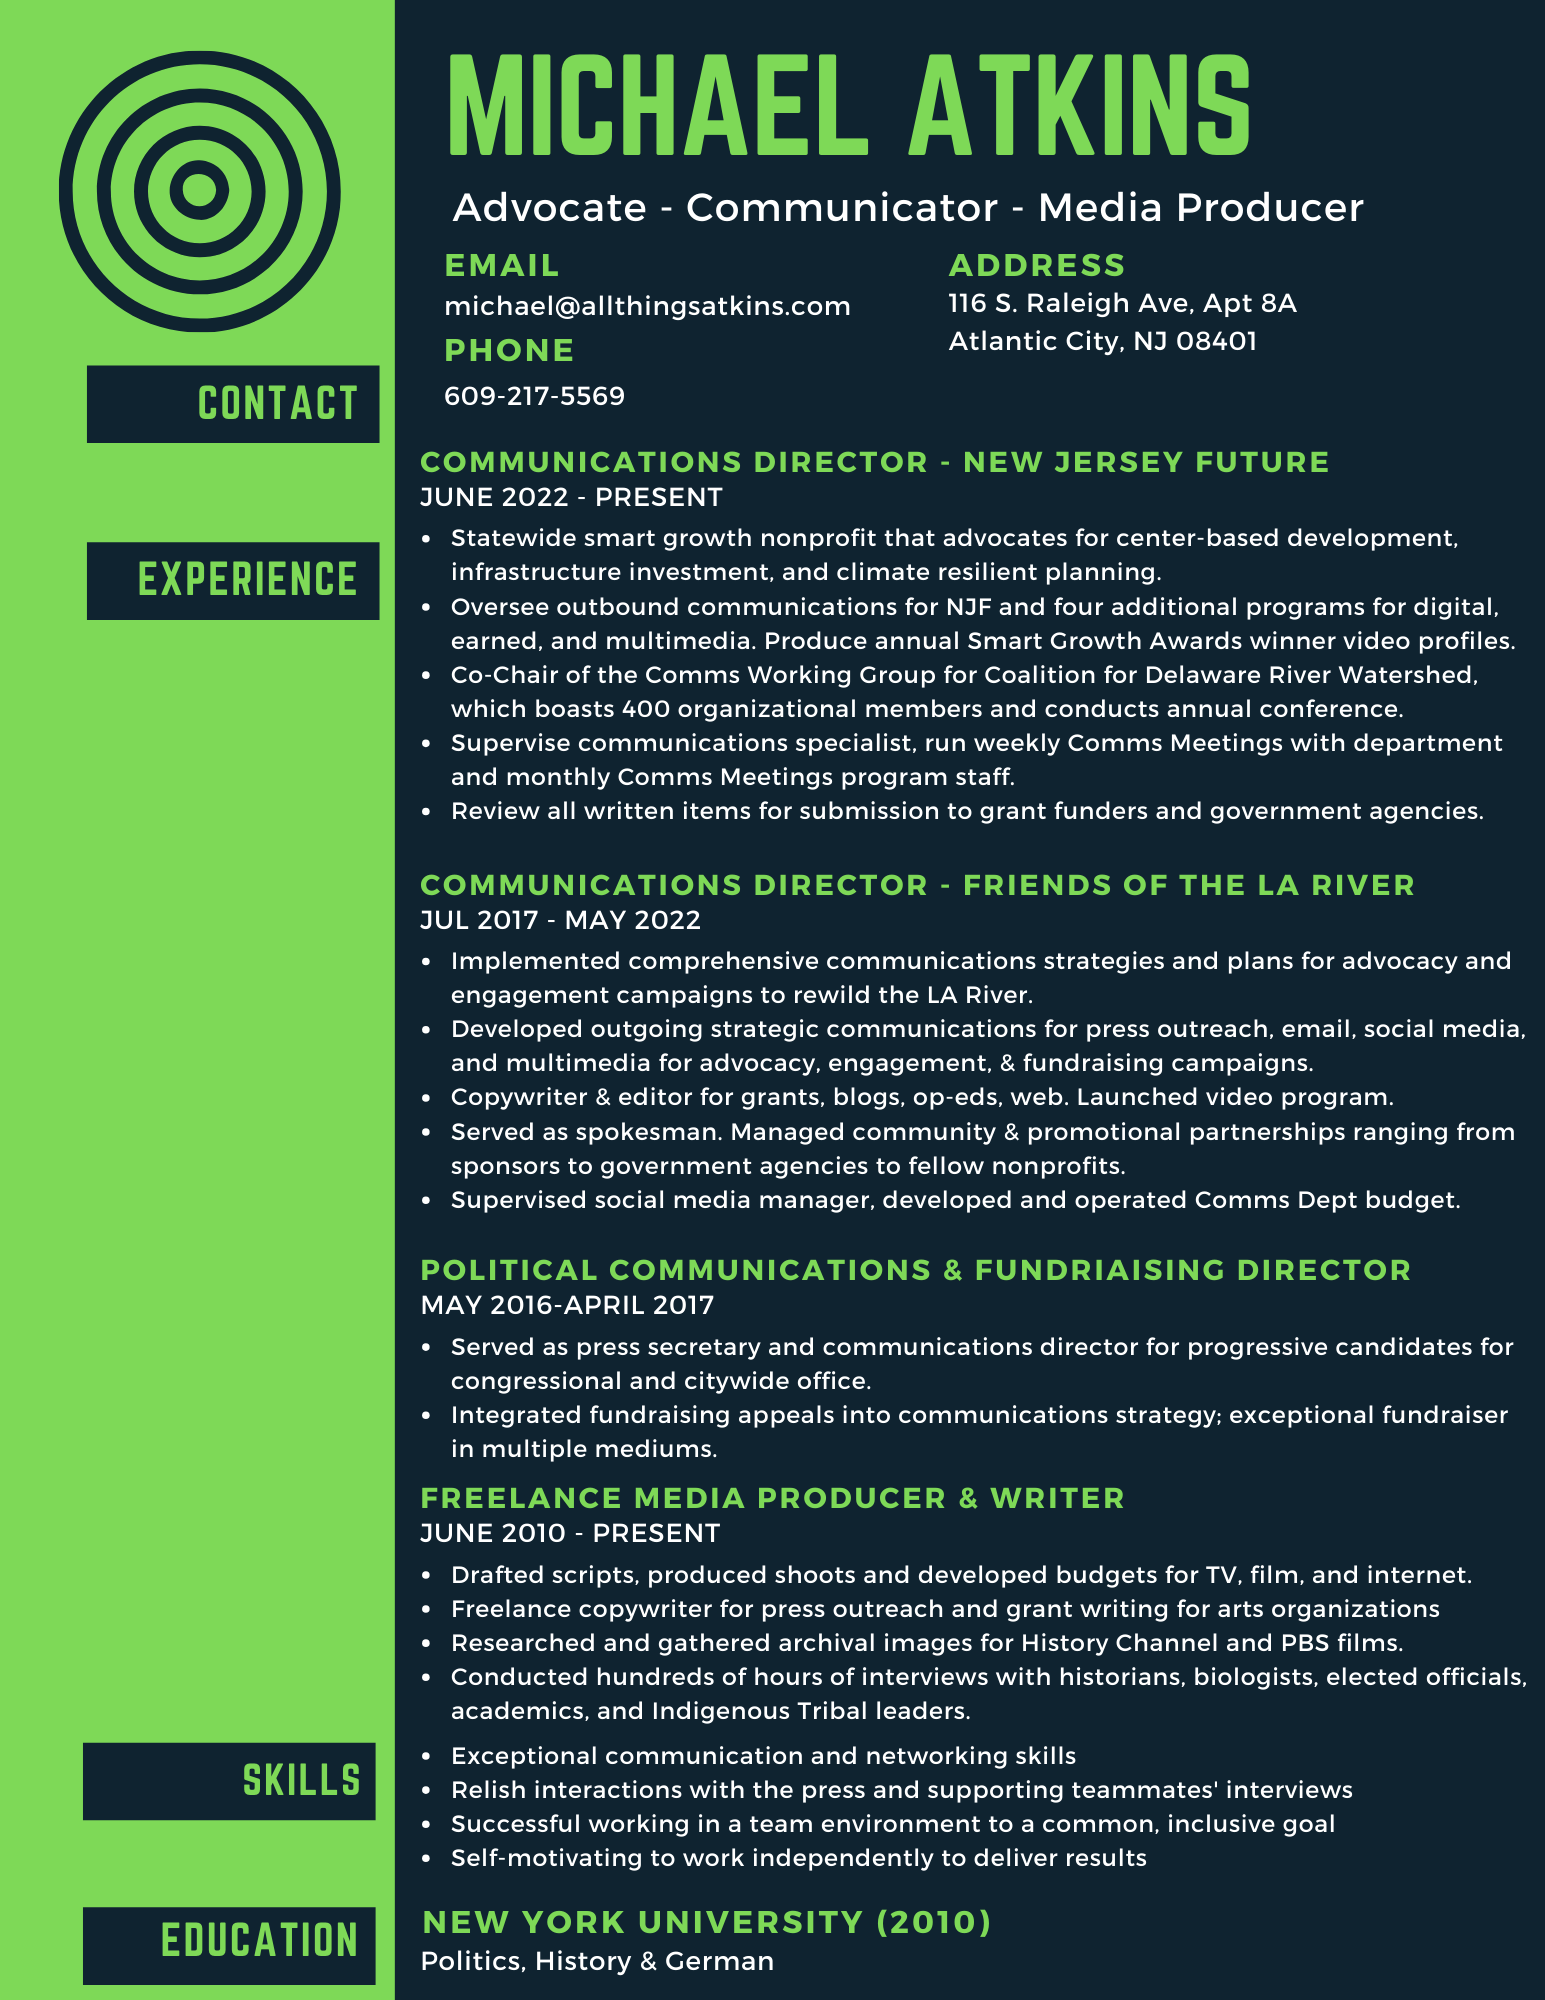 MICHAEL ATKINS
Advocate - Communicator - Media Producer
CONTACT
EMAIL
michael@allthingsatkins.com
PHONE
609-217-5569
ADDRESS
116 S. Raleigh Ave, Apt 8A
Atlantic City, NJ 08401
EXPERIENCE
COMMUNICATIONS DIRECTOR - NEW JERSEY FUTURE
JUNE 2022 - PRESENT
• Statewide smart growth nonprofit that advocates for center-based development,
infrastructure investment, and climate resilient planning.
• Oversee outbound communications for NJF and four additional programs for digital,
earned, and multimedia. Produce annual Smart Growth Awards winner video profiles.
• Co-Chair of the Comms Working Group for Coalition for Delaware River Watershed,
which boasts 400 organizational members and conducts annual conference.
• Supervise communications specialist, run weekly Comms Meetings with department
and monthly Comms Meetings program staff.
• Review all written items for submission to grant funders and government agencies.
COMMUNICATIONS DIRECTOR - FRIENDS OF THE LA RIVER
JUL 2017 - MAY 2022
• Implemented comprehensive communications strategies and plans for advocacy and
engagement campaigns to rewild the LA River.
• Developed outgoing strategic communications for press outreach, email, social media,
and multimedia for advocacy, engagement, & fundraising campaigns.
• Copywriter & editor for grants, blogs, op-eds, web. Launched video program.
• Served as spokesman. Managed community & promotional partnerships ranging from
sponsors to government agencies to fellow nonprofits.
• Supervised social media manager, developed and operated Comms Dept budget.
POLITICAL COMMUNICATIONS & FUNDRIAISING DIRECTOR
MAY 2016-APRIL 2017
• Served as press secretary and communications director for progressive candidates for
congressional and citywide office.
• Integrated fundraising appeals into communications strategy; exceptional fundraiser
in multiple mediums.
FREELANCE MEDIA PRODUCER & WRITER
JUNE 2010 - PRESENT
• Drafted scripts, produced shoots and developed budgets for TV, film, and internet.
• Freelance copywriter for press outreach and grant writing for arts organizations
• Researched and gathered archival images for History Channel and PBS films.
• Conducted hundreds of hours of interviews with historians, biologists, elected officials,
academics, and Indigenous Tribal leaders.
SKILLS
• Exceptional communication and networking skills
• Relish interactions with the press and supporting teammates' interviews
• Successful working in a team environment to a common, inclusive goal
• Self-motivating to work independently to deliver results
EDUCATION
NEW YORK UNIVERSITY (2010)
Politics, History & German